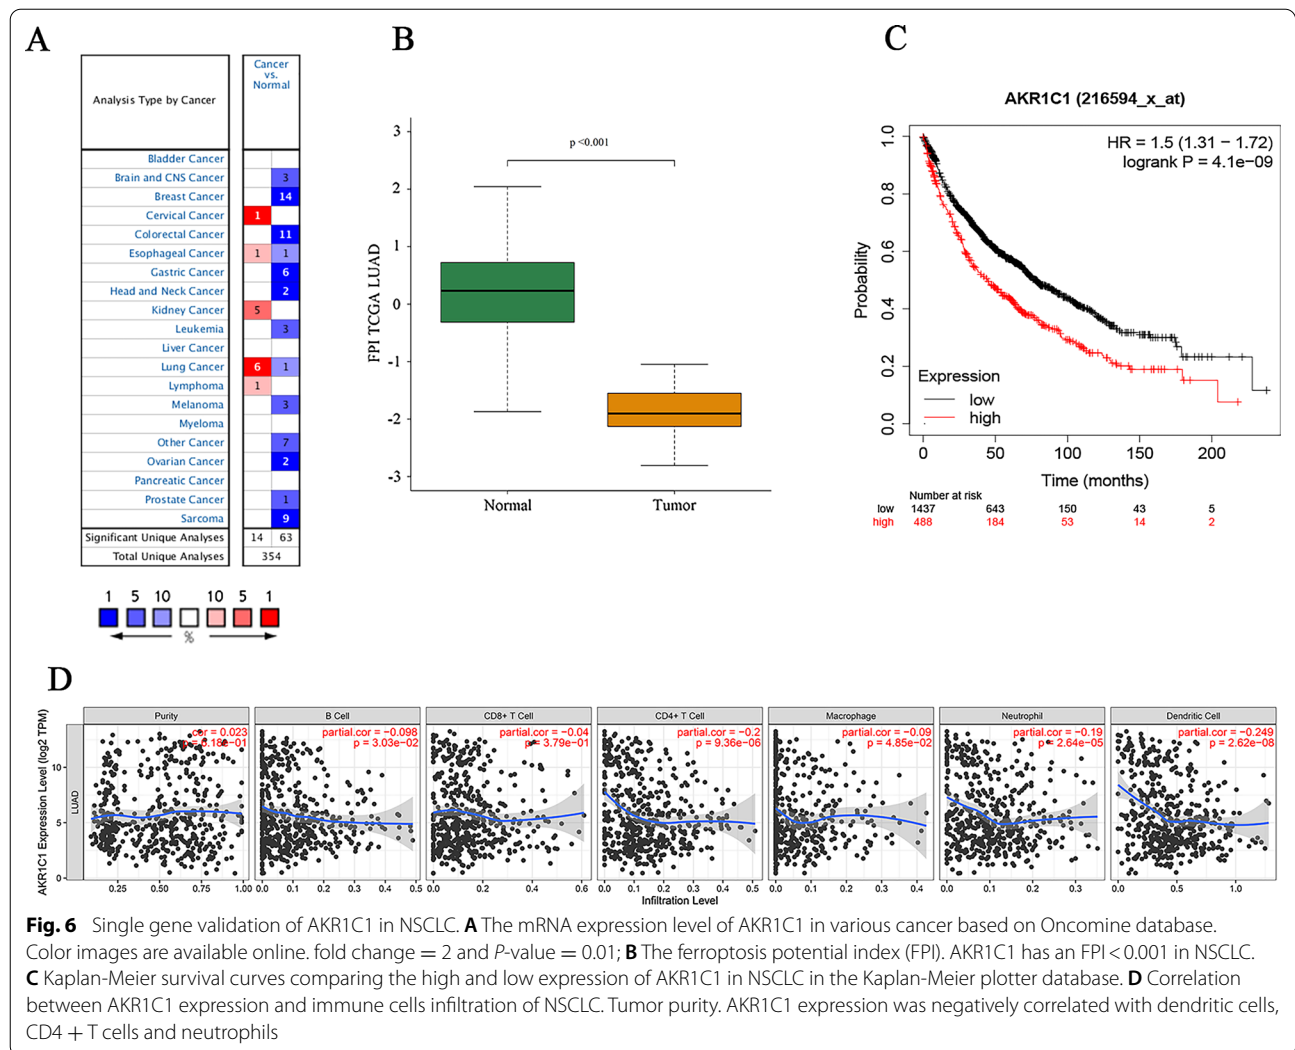 A
Analysis Type by Cancer
Cancer
vs.
Normal
Bladder Cancer
Brain and CNS Cancer 3
Breast Cancer 14
Cervical Cancer 1
Colorectal Cancer 11
Esophageal Cancer 1 1
Gastric Cancer 6
Head and Neck Cancer 2
Kidney Cancer 5
Leukemia 3
Liver Cancer
Lung Cancer 6 1
Lymphoma 1
Melanoma 3
Myeloma
Other Cancer 7
Ovarian Cancer 2
Pancreatic Cancer
Prostate Cancer 1
Sarcoma 9
Significant Unique Analyses 14 63
Total Unique Analyses 354
1 5 10 10 5 1
%
B
FPI TCGA LUAD
3
2
1
0
-1
-2
-3
p <0.001
Normal Tumor
C
AKR1C1 (216594_x_at)
HR = 1.5 (1.31 − 1.72)
logrank P = 4.1e−09
Probability
1.0
0.8
0.6
0.4
0.2
0.0
Expression
low
high
0 50 100 150 200
Time (months)
Number at risk
low 1437 643 150 43 5
high 488 184 53 14 2
D
Purity B Cell CD8+ T Cell CD4+ T Cell Macrophage Neutrophil Dendritic Cell
cor = 0.023 partial.cor = −0.098 partial.cor = −0.04 partial.cor = −0.2 partial.cor = −0.09 partial.cor = −0.19 partial.cor = −0.249
p = 6.18e−01 p = 3.03e−02 p = 3.79e−01 p = 9.36e−06 p = 4.85e−02 p = 2.64e−05 p = 2.62e−08
AKR1C1 Expression Level (log2 TPM)
LUAD
10
5
0
0.25 0.50 0.75 1.00 0.0 0.1 0.2 0.3 0.4 0.5 0.0 0.2 0.4 0.6 0.0 0.1 0.2 0.3 0.4 0.5 0.0 0.1 0.2 0.3 0.4 0.0 0.1 0.2 0.3 0.0 0.5 1.0
Infiltration Level
Fig. 6 Single gene validation of AKR1C1 in NSCLC. A The mRNA expression level of AKR1C1 in various cancer based on Oncomine database.
Color images are available online. fold change = 2 and P-value = 0.01; B The ferroptosis potential index (FPI). AKR1C1 has an FPI < 0.001 in NSCLC.
C Kaplan-Meier survival curves comparing the high and low expression of AKR1C1 in NSCLC in the Kaplan-Meier plotter database. D Correlation
between AKR1C1 expression and immune cells infiltration of NSCLC. Tumor purity. AKR1C1 expression was negatively correlated with dendritic cells,
CD4 + T cells and neutrophils